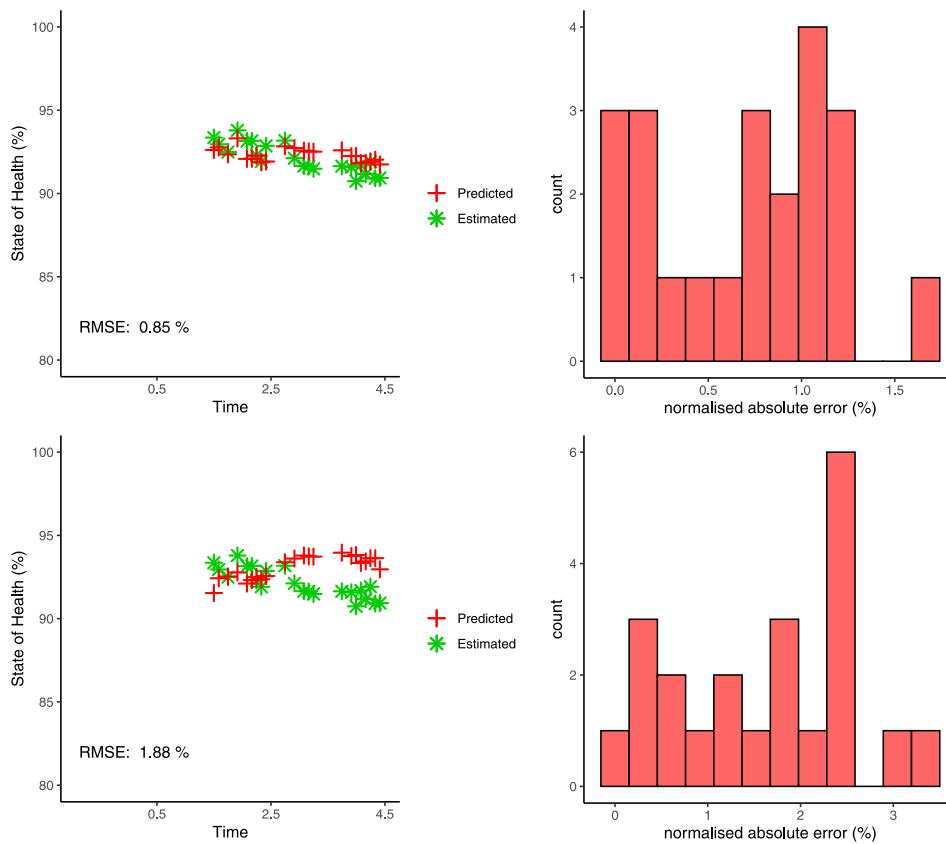 100
95
90
85
80
State of Health (%)
RMSE: 0.85 %
0.5
2.5
4.5
Time
Predicted
Estimated
4
3
2
1
0
count
0.0
0.5
1.0
1.5
normalised absolute error (%)
100
95
90
85
80
State of Health (%)
RMSE: 1.88 %
0.5
2.5
4.5
Time
Predicted
Estimated
6
4
2
0
count
0
1
2
3
normalised absolute error (%)